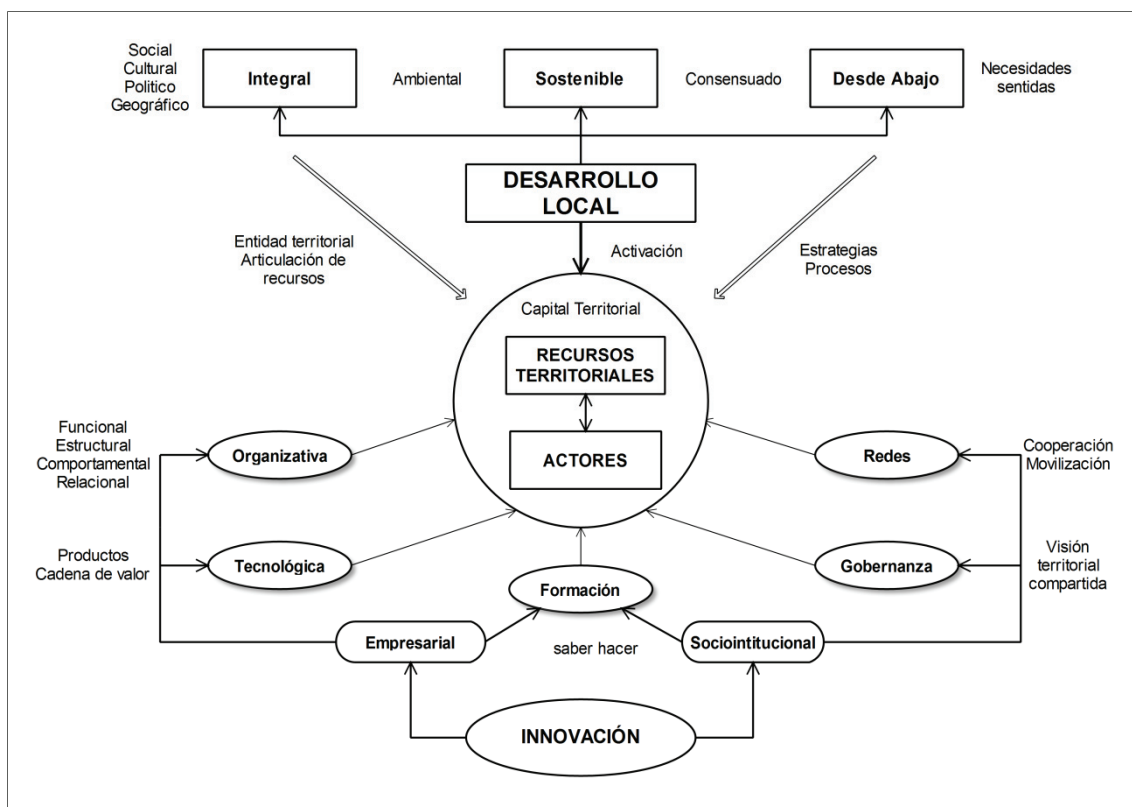 Social
Cultural
Politico
Geográfico
Integral
Ambiental
Sostenible
Consensuado
Desde Abajo
Necesidades
sentidas
DESARROLLO
LOCAL
Entidad territorial
Articulación de
recursos
Activación
Estrategias
Procesos
Capital Territorial
RECURSOS
TERRITORIALES
ACTORES
Funcional
Estructural
Comportamental
Relacional
Organizativa
Redes
Cooperación
Movilización
Productos
Cadena de valor
Tecnológica
Formación
Gobernanza
Visión
territorial
compartida
Empresarial
saber hacer
Sociointitucional
INNOVACIÓN